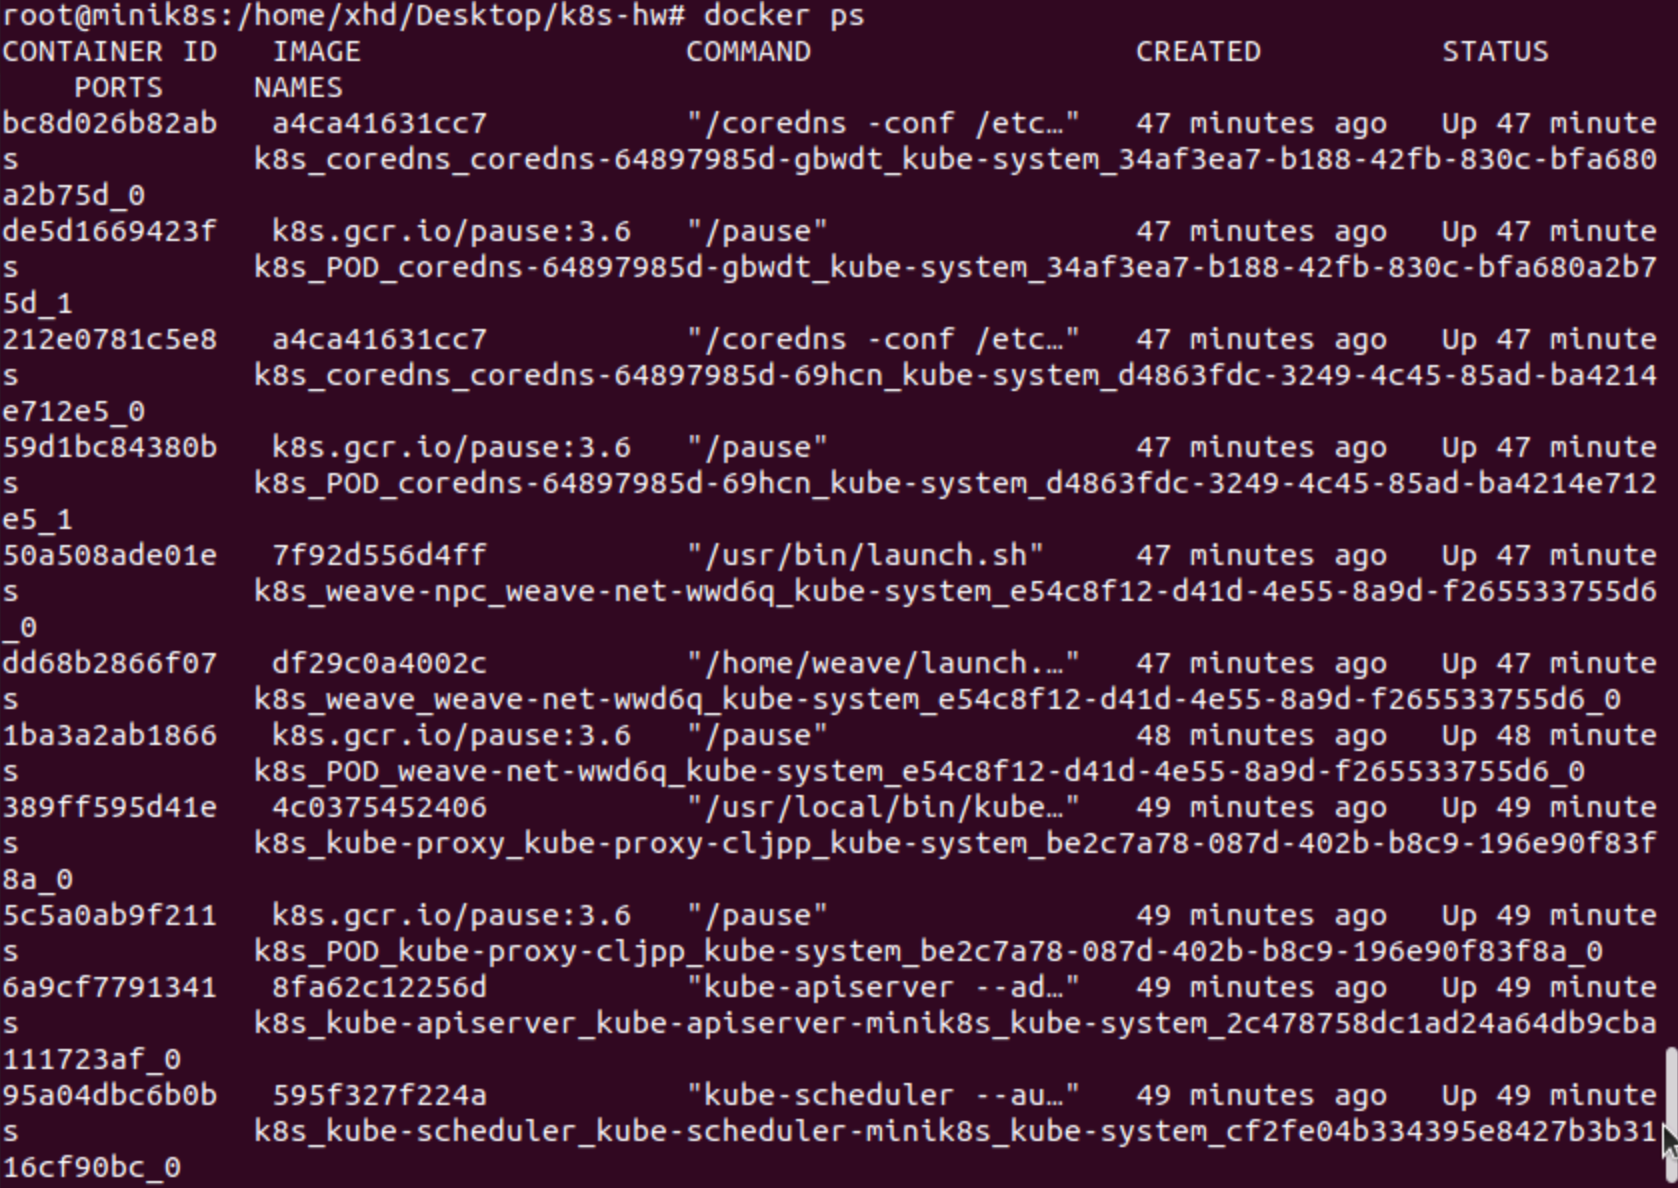 root@minik8s:/home/xhd/Desktop/k8s-hw# docker ps
CONTAINER ID   IMAGE                  COMMAND                  CREATED          STATUS
    PORTS     NAMES
bc8d026b82ab   a4ca41631cc7           "/coredns -conf /etc…"   47 minutes ago   Up 47 minute
s             k8s_coredns_coredns-64897985d-gbwdt_kube-system_34af3ea7-b188-42fb-830c-bfa680
a2b75d_0
de5d1669423f   k8s.gcr.io/pause:3.6   "/pause"                 47 minutes ago   Up 47 minute
s             k8s_POD_coredns-64897985d-gbwdt_kube-system_34af3ea7-b188-42fb-830c-bfa680a2b7
5d_1
212e0781c5e8   a4ca41631cc7           "/coredns -conf /etc…"   47 minutes ago   Up 47 minute
s             k8s_coredns_coredns-64897985d-69hcn_kube-system_d4863fdc-3249-4c45-85ad-ba4214
e712e5_0
59d1bc84380b   k8s.gcr.io/pause:3.6   "/pause"                 47 minutes ago   Up 47 minute
s             k8s_POD_coredns-64897985d-69hcn_kube-system_d4863fdc-3249-4c45-85ad-ba4214e712
e5_1
50a508ade01e   7f92d556d4ff           "/usr/bin/launch.sh"     47 minutes ago   Up 47 minute
s             k8s_weave-npc_weave-net-wwd6q_kube-system_e54c8f12-d41d-4e55-8a9d-f265533755d6
_0
dd68b2866f07   df29c0a4002c           "/home/weave/launch.…"   47 minutes ago   Up 47 minute
s             k8s_weave_weave-net-wwd6q_kube-system_e54c8f12-d41d-4e55-8a9d-f265533755d6_0
1ba3a2ab1866   k8s.gcr.io/pause:3.6   "/pause"                 48 minutes ago   Up 48 minute
s             k8s_POD_weave-net-wwd6q_kube-system_e54c8f12-d41d-4e55-8a9d-f265533755d6_0
389ff595d41e   4c0375452406           "/usr/local/bin/kube…"   49 minutes ago   Up 49 minute
s             k8s_kube-proxy_kube-proxy-cljpp_kube-system_be2c7a78-087d-402b-b8c9-196e90f83f
8a_0
5c5a0ab9f211   k8s.gcr.io/pause:3.6   "/pause"                 49 minutes ago   Up 49 minute
s             k8s_POD_kube-proxy-cljpp_kube-system_be2c7a78-087d-402b-b8c9-196e90f83f8a_0
6a9cf7791341   8fa62c12256d           "kube-apiserver --ad…"   49 minutes ago   Up 49 minute
s             k8s_kube-apiserver_kube-apiserver-minik8s_kube-system_2c478758dc1ad24a64db9cba
111723af_0
95a04dbc6b0b   595f327f224a           "kube-scheduler --au…"   49 minutes ago   Up 49 minute
s             k8s_kube-scheduler_kube-scheduler-minik8s_kube-system_cf2fe04b334395e8427b3b31
16cf90bc_0